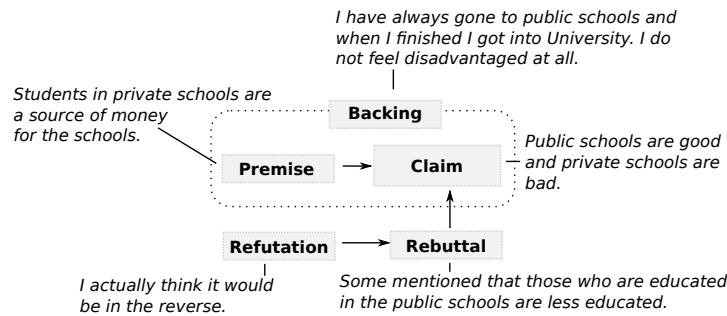 I have always gone to public schools and
when I finished I got into University. I do
not feel disadvantaged at all.
Students in private schools are
a source of money
for the schools.
Backing
Premise
Claim
Public schools are good
and private schools are
bad.
Refutation
Rebuttal
I actually think it would
be in the reverse.
Some mentioned that those who are educated
in the public schools are less educated.